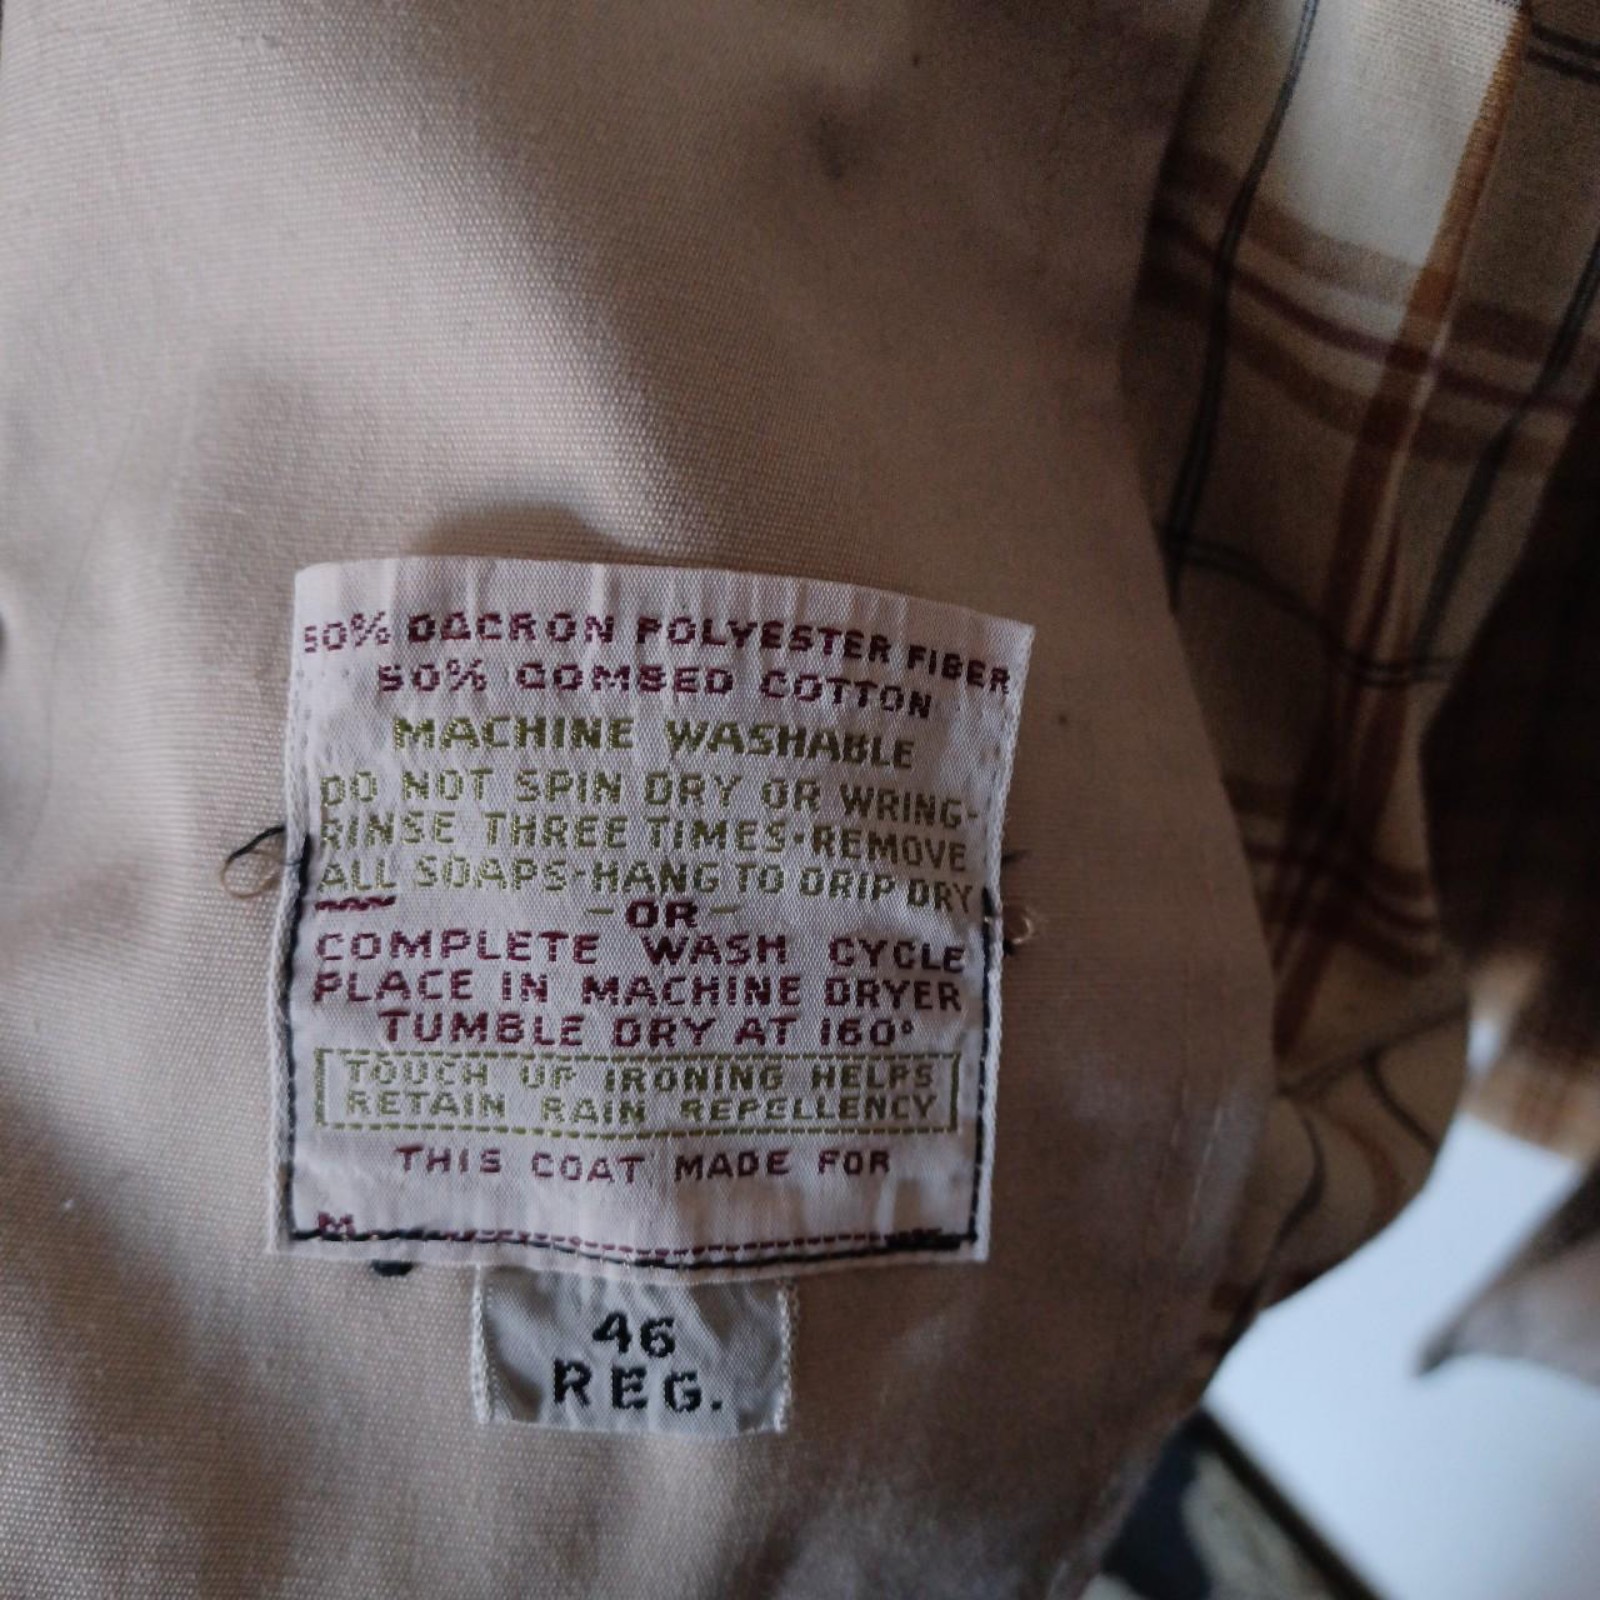 50% DACRON POLYESTER FIBER
50% COMBED COTTON
MACHINE WASHABLE
DO NOT SPIN DRY OR WRING-
RINSE THREE TIMES·REMOVE
ALL SOAPS-HANG TO DRIP DRY
-OR-
COMPLETE WASH CYCLE
PLACE IN MACHINE DRYER
TUMBLE DRY AT 160°
TOUCH UP IRONING HELPS
RETAIN RAIN REPELLENCY
THIS COAT MADE FOR
M
46
REG.